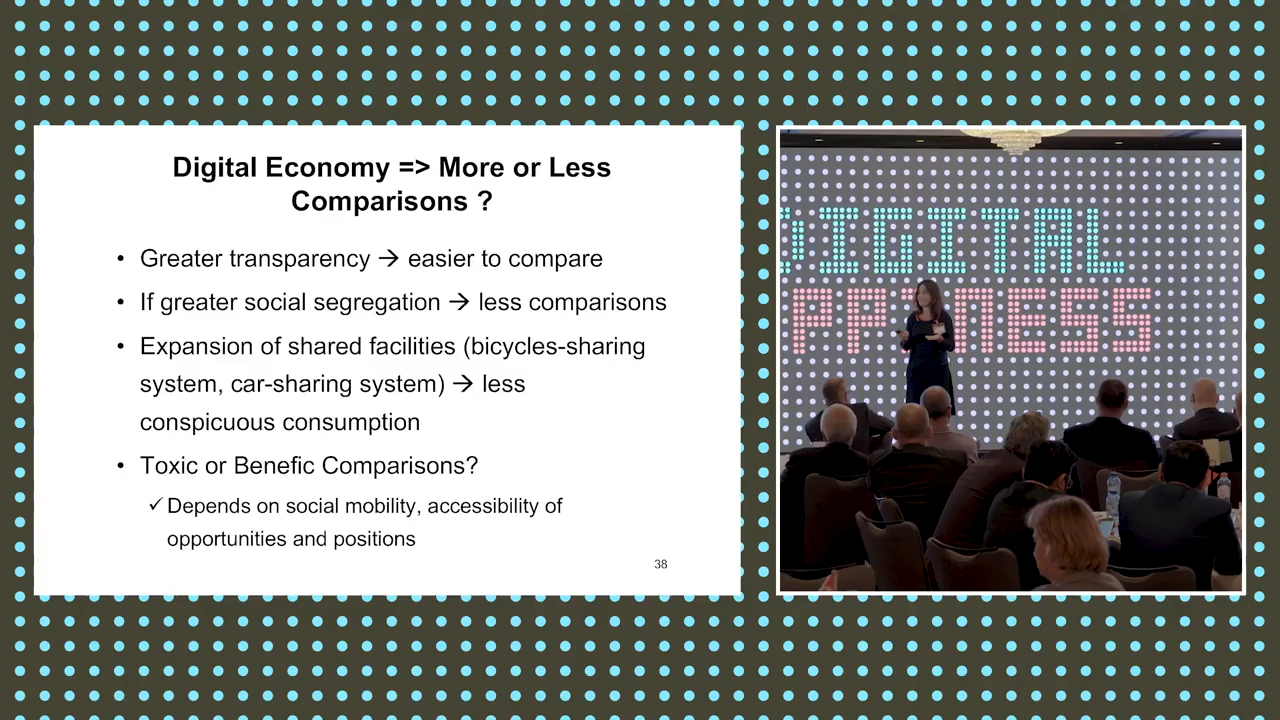 Digital Economy => More or Less
Comparisons ?
• Greater transparency → easier to compare
• If greater social segregation → less comparisons
• Expansion of shared facilities (bicycles-sharing
system, car-sharing system) → less
conspicuous consumption
• Toxic or Benefic Comparisons?
✓ Depends on social mobility, accessibility of
opportunities and positions
38
DIGITAL
PPINESS